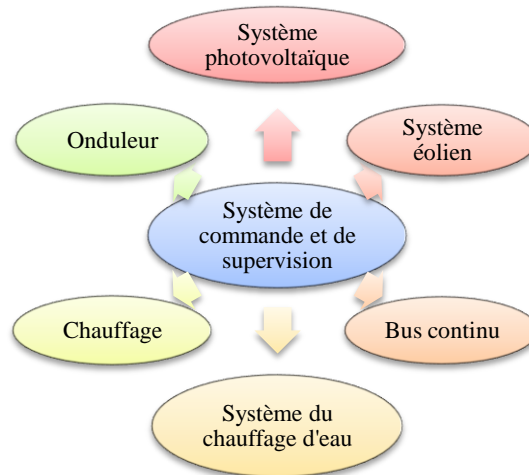 Système
photovoltaïque
Onduleur
Système
éolien
Système de
commande et de
supervision
Chauffage
Bus continu
Système du
chauffage d'eau